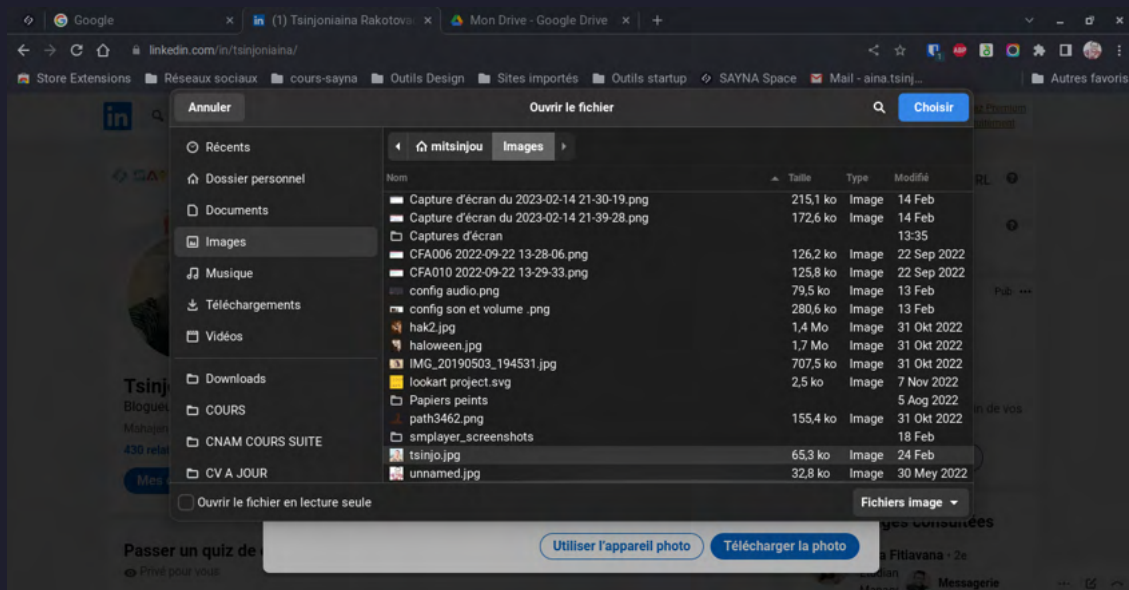 Google
(1) Tsinjoniaina Rakotova
Mon Drive - Google Drive
linkedin.com/in/tsinjoniaina/
Store Extensions Réseaux sociaux cours-sayna Outils Design Sites importés Outils startup SAYNA Space Mail - aina.tsinj... Autres favoris
Annuler Ouvrir le fichier Choisir
Récents
Dossier personnel
Documents
Images
Musique
Téléchargements
Vidéos
Downloads
COURS
CNAM COURS SUITE
CV A JOUR
mitsinjou Images
Nom Taille Type Modifié
Capture d'écran du 2023-02-14 21-30-19.png 215,1 ko Image 14 Feb
Capture d'écran du 2023-02-14 21-39-28.png 172,6 ko Image 14 Feb
Captures d'écran 13:35
CFA006 2022-09-22 13-28-06.png 126,2 ko Image 22 Sep 2022
CFA010 2022-09-22 13-29-33.png 125,8 ko Image 22 Sep 2022
config audio.png 79,5 ko Image 13 Feb
config son et volume .png 280,6 ko Image 13 Feb
hak2.jpg 1,4 Mo Image 31 Okt 2022
haloween.jpg 1,7 Mo Image 31 Okt 2022
IMG_20190503_194531.jpg 707,5 ko Image 31 Okt 2022
lookart project.svg 2,5 ko Image 7 Nov 2022
Papiers peints 5 Aog 2022
path3462.png 155,4 ko Image 31 Okt 2022
smplayer_screenshots 18 Feb
tsinjo.jpg 65,3 ko Image 24 Feb
unnamed.jpg 32,8 ko Image 30 Mey 2022
Ouvrir le fichier en lecture seule Fichiers image
in
RL
Pub
Tsinj
Blogueu
430 relat
in de vos
Utiliser l'appareil photo Télécharger la photo
Passer un quiz de
Privé pour vous
ges consultées
Fitiavana · 2e
Messagerie